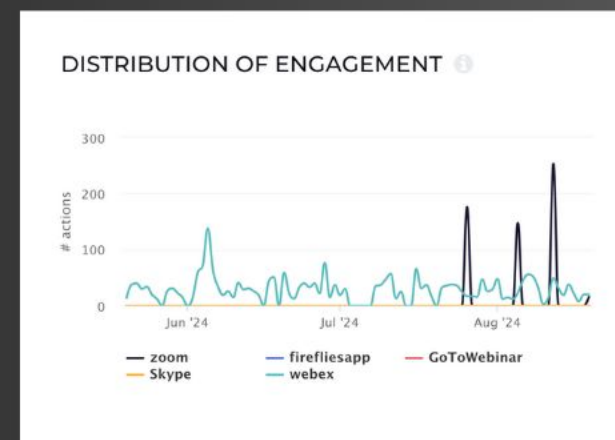 DISTRIBUTION OF ENGAGEMENT
300
200
100
0
# actions
Jun '24 Jul '24 Aug '24
zoom firefliesapp GoToWebinar
Skype webex